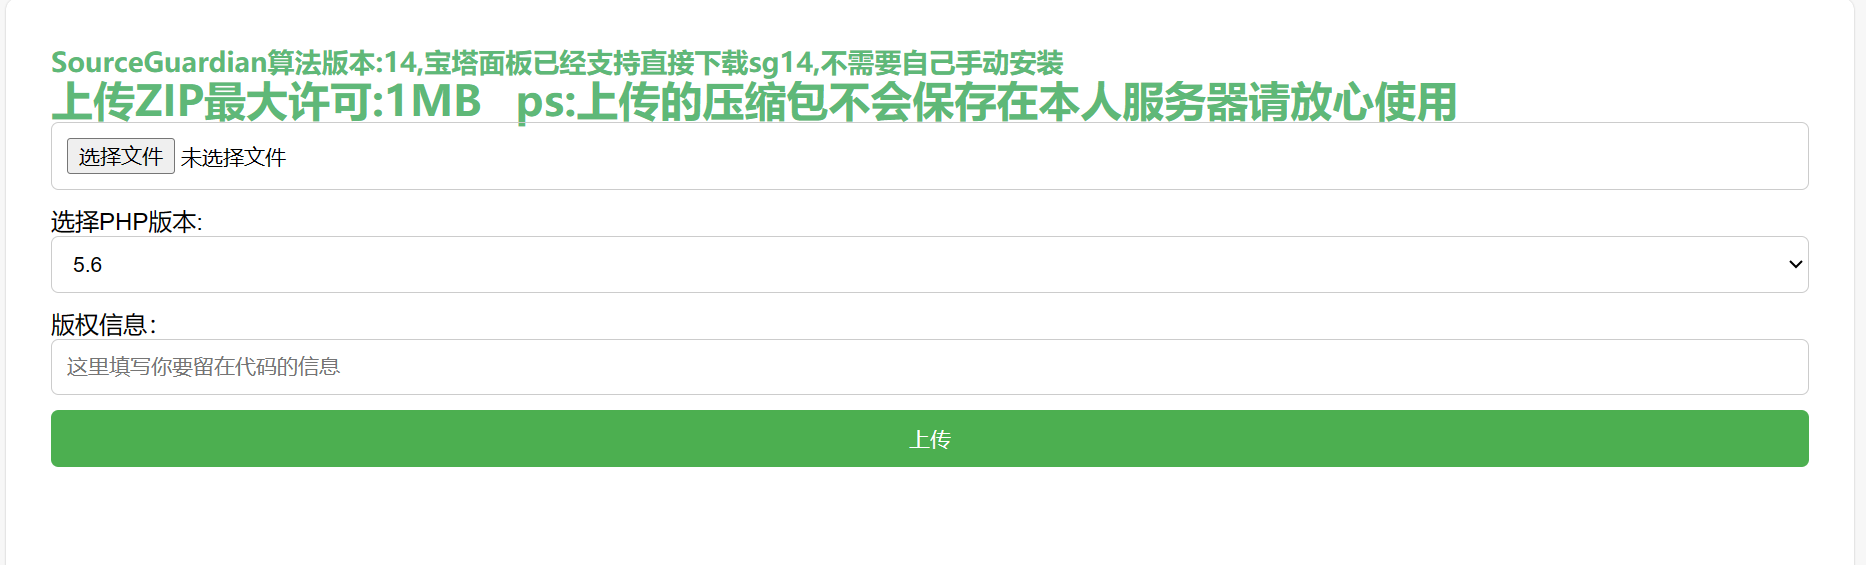 SourceGuardian算法版本:14,宝塔面板已经支持直接下载sg14,不需要自己手动安装
上传ZIP最大许可:1MB ps:上传的压缩包不会保存在本人服务器请放心使用
选择文件 未选择文件
选择PHP版本:
5.6
版权信息：
这里填写你要留在代码的信息
上传